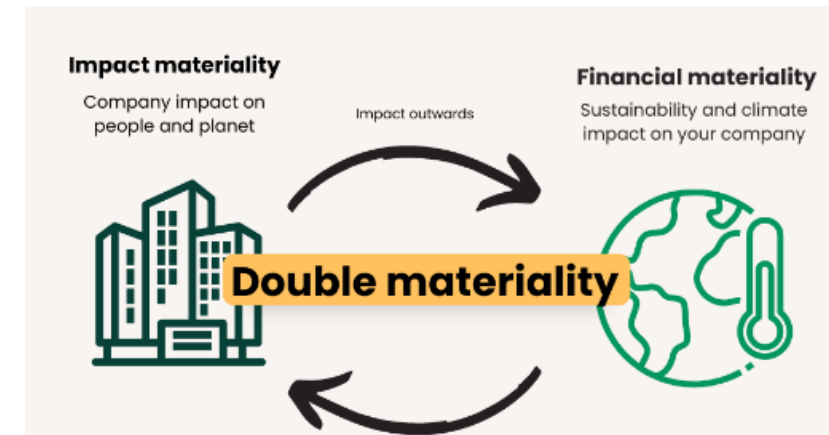 Impact materiality
Company impact on
people and planet
Impact outwards
Financial materiality
Sustainability and climate
impact on your company
Double materiality